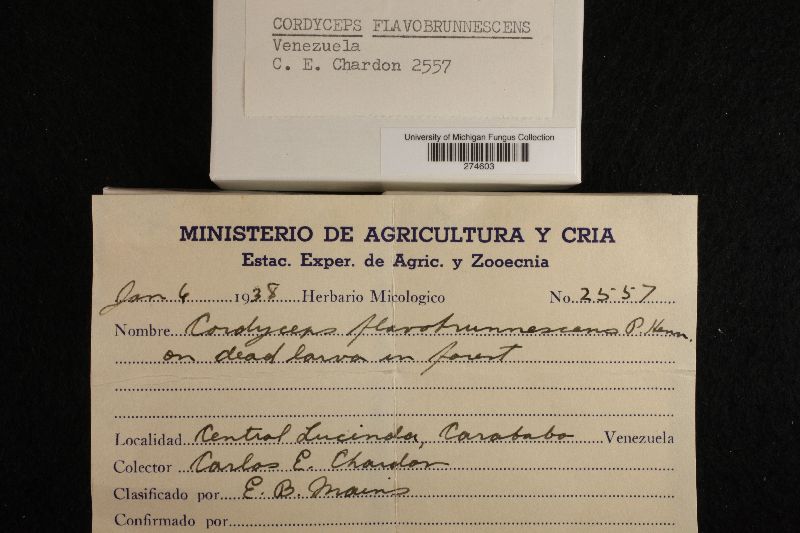 CORDYCEPS FLAVOBRUNNESCENS
Venezuela
C. E. Chardon 2557
University of Michigan Fungus Collection
274603
MINISTERIO DE AGRICULTURA Y CRIA
Estac. Exper. de Agric. y Zooecnia
Jan 6 1938 Herbario Micologico No. 2557
Nombre Cordyceps flavobrunnescens P. Henn.
on dead larva in forest
Localidad Central Lucinda, Carabobo Venezuela
Colector Carlos E. Chardon
Clasificado por E. B. Mains
Confirmado por